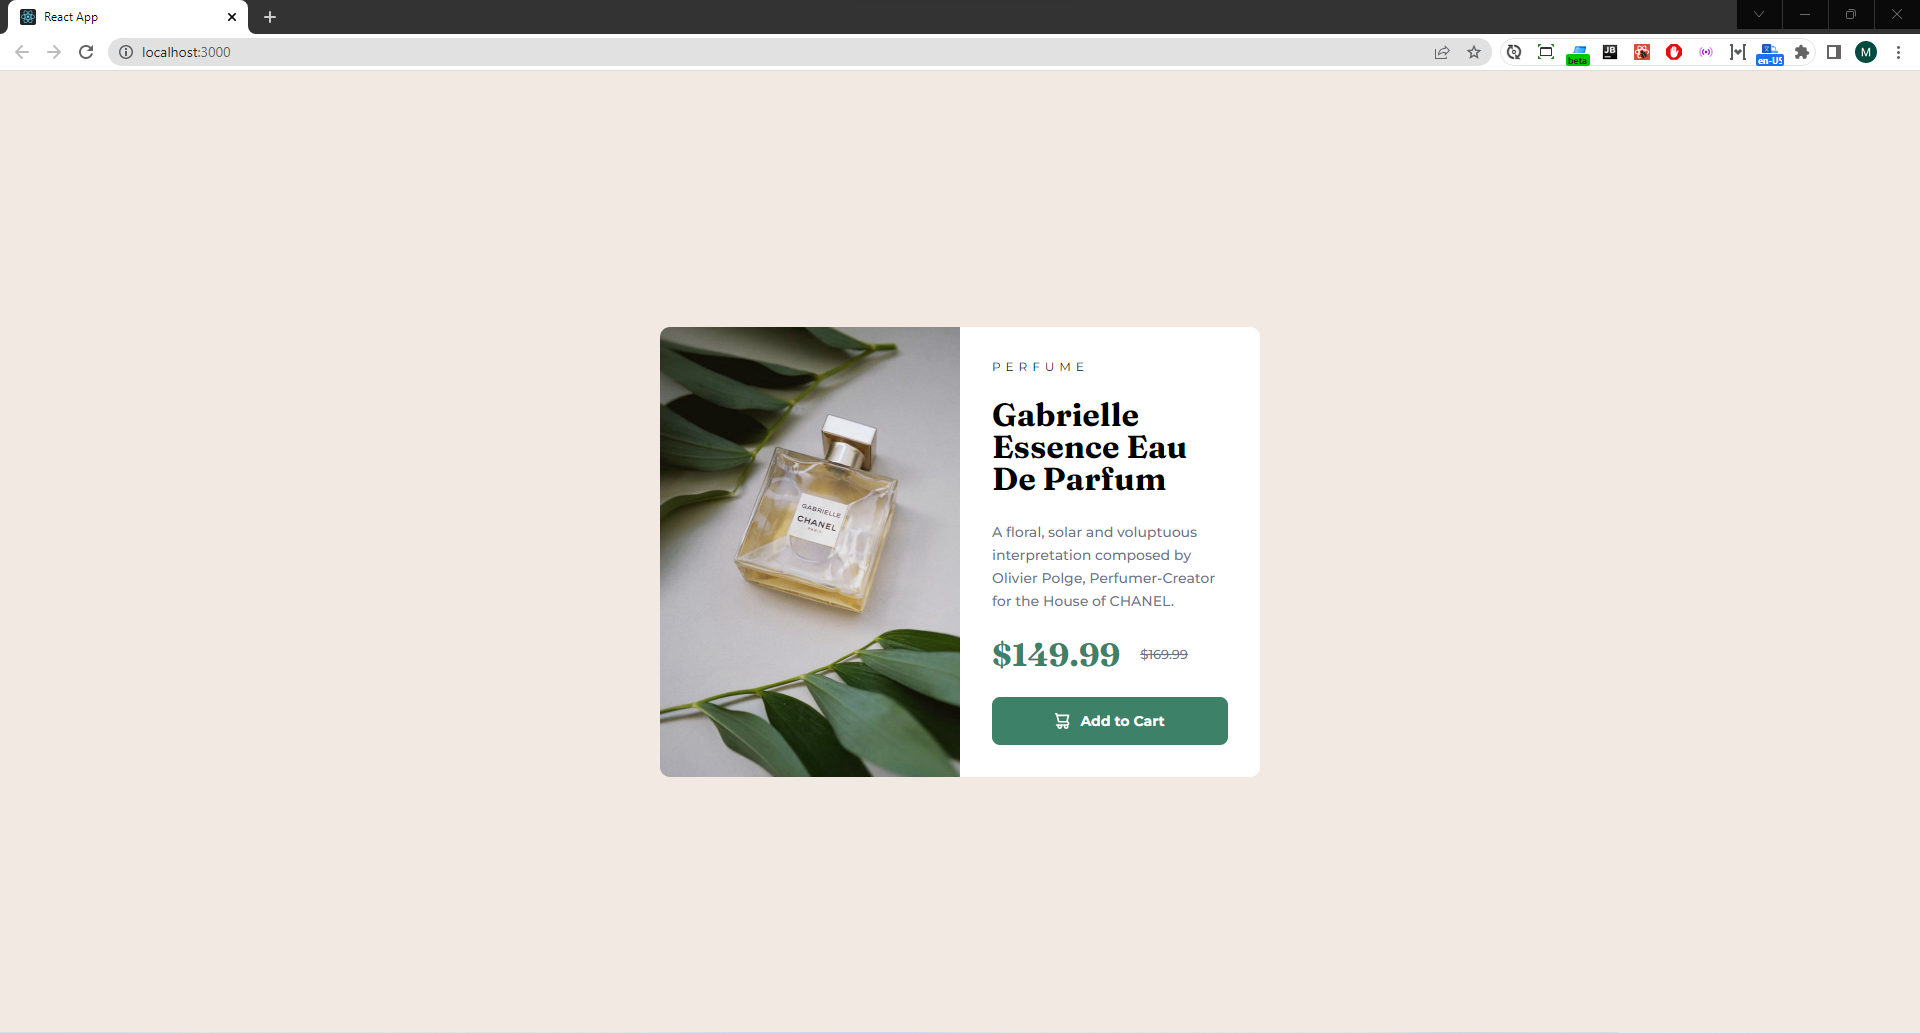 React App
localhost:3000
beta
JB
en-US
M
PERFUME
Gabrielle
Essence Eau
De Parfum
A floral, solar and voluptuous
interpretation composed by
Olivier Polge, Perfumer-Creator
for the House of CHANEL.
$149.99 $169.99
Add to Cart
GABRIELLE
CHANEL
PARIS